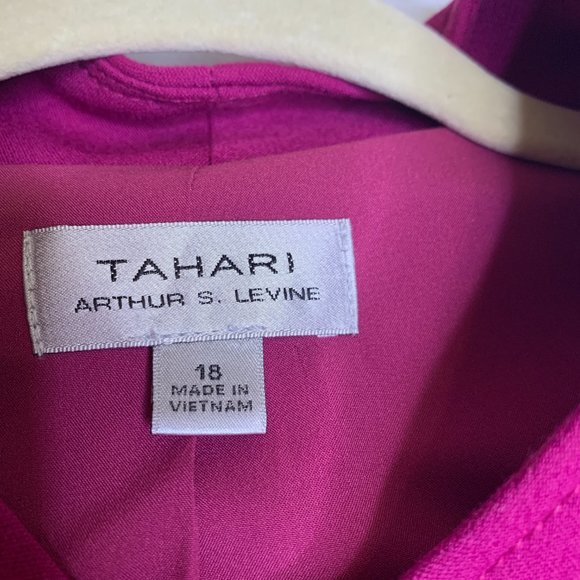 TAHARI
ARTHUR S. LEVINE
18
MADE IN
VIETNAM